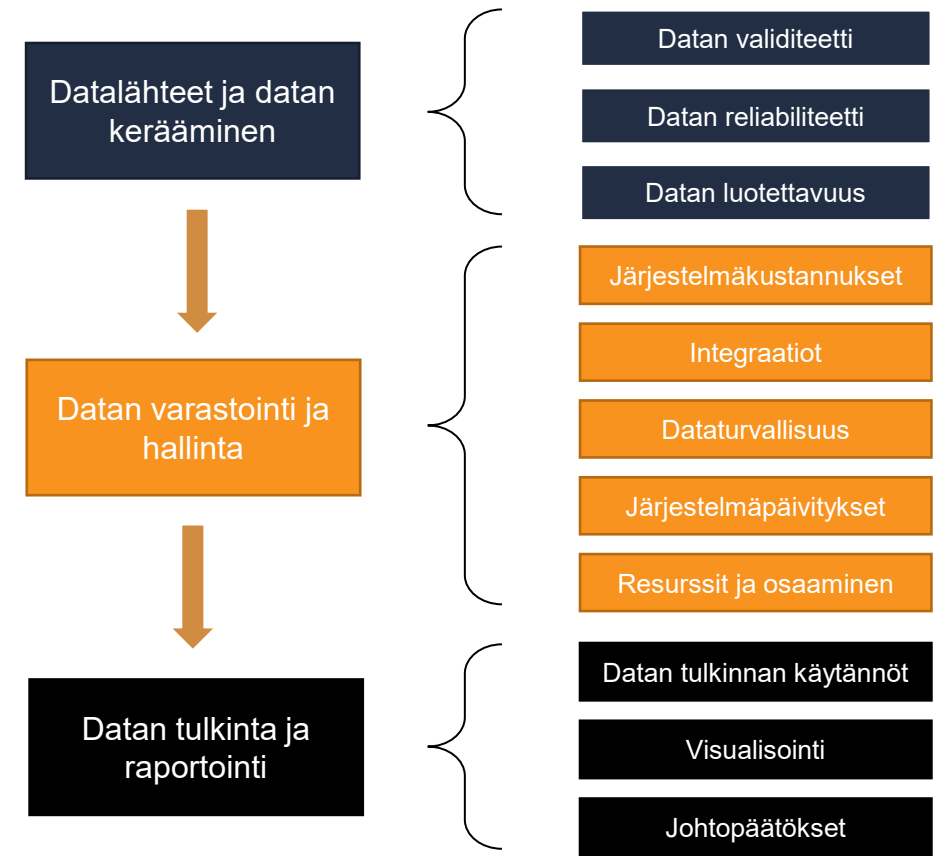 Datalähteet ja datan
kerääminen
Datan validiteetti
Datan reliabiliteetti
Datan luotettavuus
Datan varastointi ja
hallinta
Järjestelmäkustannukset
Integraatiot
Dataturvallisuus
Järjestelmäpäivitykset
Resurssit ja osaaminen
Datan tulkinta ja
raportointi
Datan tulkinnan käytännöt
Visualisointi
Johtopäätökset